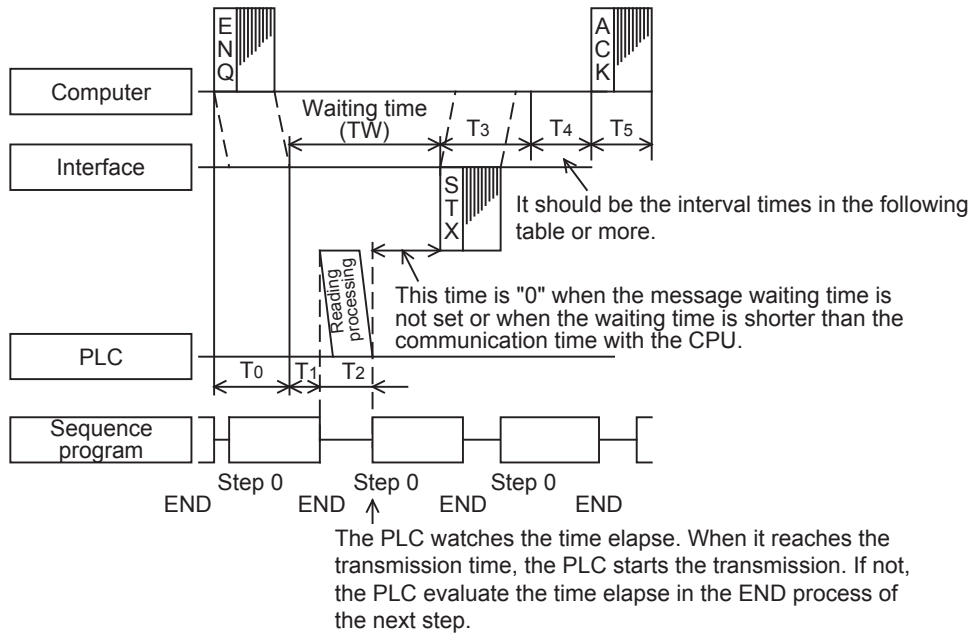 ENQ
ACK
Computer
Waiting time
(TW)
T3
T4
T5
Interface
STX
It should be the interval times in the following
table or more.
Reading
processing
This time is "0" when the message waiting time is
not set or when the waiting time is shorter than the
communication time with the CPU.
PLC
T0
T1
T2
Sequence
program
Step 0
Step 0
Step 0
END
END
END
END
The PLC watches the time elapse. When it reaches the
transmission time, the PLC starts the transmission. If not,
the PLC evaluate the time elapse in the END process of
the next step.